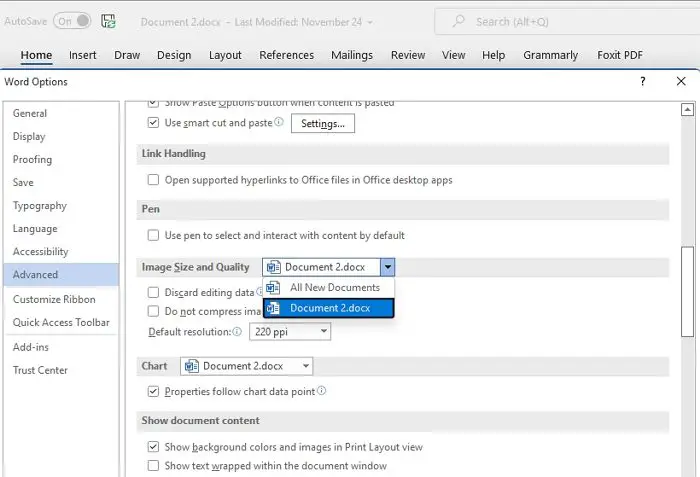 AutoSave On Document 2.docx - Last Modified: November 24 Search (Alt+Q)
Home Insert Draw Design Layout References Mailings Review View Help Grammarly Foxit PDF
Word Options ?
General
Display
Proofing
Save
Typography
Language
Accessibility
Advanced
Customize Ribbon
Quick Access Toolbar
Add-ins
Trust Center
Show Paste Options button when content is pasted
Use smart cut and paste Settings...
Link Handling
Open supported hyperlinks to Office files in Office desktop apps
Pen
Use pen to select and interact with content by default
Image Size and Quality Document 2.docx
All New Documents
Discard editing data
Document 2.docx
Do not compress ima
Default resolution: 220 ppi
Chart Document 2.docx
Properties follow chart data point
Show document content
Show background colors and images in Print Layout view
Show text wrapped within the document window